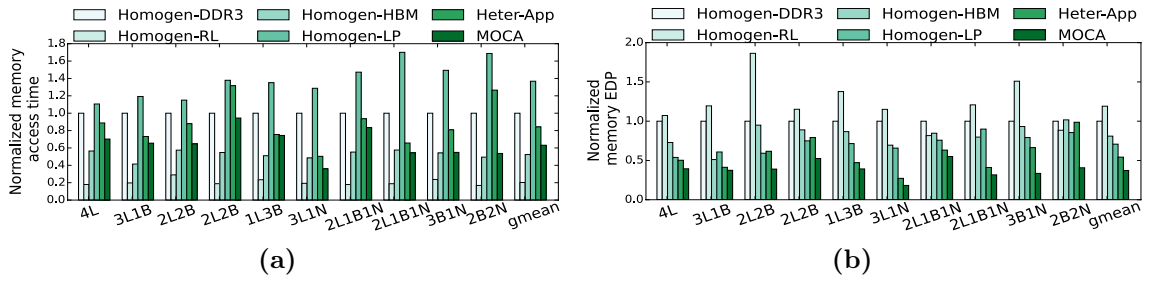 Homogen-DDR3 Homogen-HBM Heter-App
Homogen-RL Homogen-LP MOCA
Normalized memory
access time
1.8
1.6
1.4
1.2
1.0
0.8
0.6
0.4
0.2
0.0
4L 3L1B 2L2B 2L2B 1L3B 3L1N 2L1B1N 2L1B1N 3B1N 2B2N gmean
(a)
Homogen-DDR3 Homogen-HBM Heter-App
Homogen-RL Homogen-LP MOCA
Normalized
memory EDP
2.0
1.5
1.0
0.5
0.0
4L 3L1B 2L2B 2L2B 1L3B 3L1N 2L1B1N 2L1B1N 3B1N 2B2N gmean
(b)